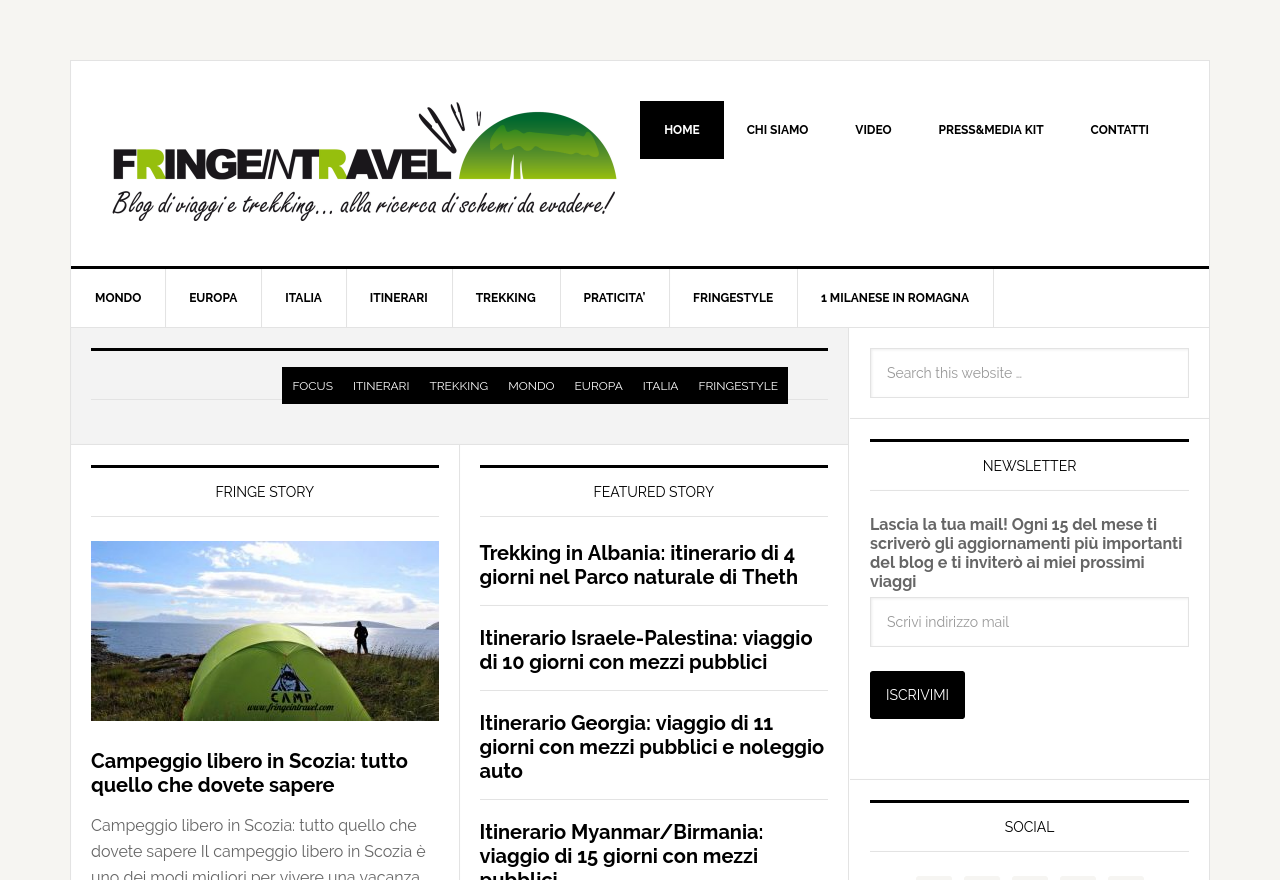 FRINGEINTRAVEL
Blog di viaggi e trekking... alla ricerca di schemi da evadere!
HOME
CHI SIAMO
VIDEO
PRESS&MEDIA KIT
CONTATTI
MONDO
EUROPA
ITALIA
ITINERARI
TREKKING
PRATICITA'
FRINGESTYLE
1 MILANESE IN ROMAGNA
FOCUS
ITINERARI
TREKKING
MONDO
EUROPA
ITALIA
FRINGESTYLE
FRINGE STORY
CAMP
www.fringeintravel.com
Campeggio libero in Scozia: tutto
quello che dovete sapere
Campeggio libero in Scozia: tutto quello che
dovete sapere Il campeggio libero in Scozia è
uno dei modi migliori per vivere una vacanza
FEATURED STORY
Trekking in Albania: itinerario di 4
giorni nel Parco naturale di Theth
Itinerario Israele-Palestina: viaggio
di 10 giorni con mezzi pubblici
Itinerario Georgia: viaggio di 11
giorni con mezzi pubblici e noleggio
auto
Itinerario Myanmar/Birmania:
viaggio di 15 giorni con mezzi
pubblici
Search this website …
NEWSLETTER
Lascia la tua mail! Ogni 15 del mese ti
scriverò gli aggiornamenti più importanti
del blog e ti inviterò ai miei prossimi
viaggi
Scrivi indirizzo mail
ISCRIVIMI
SOCIAL